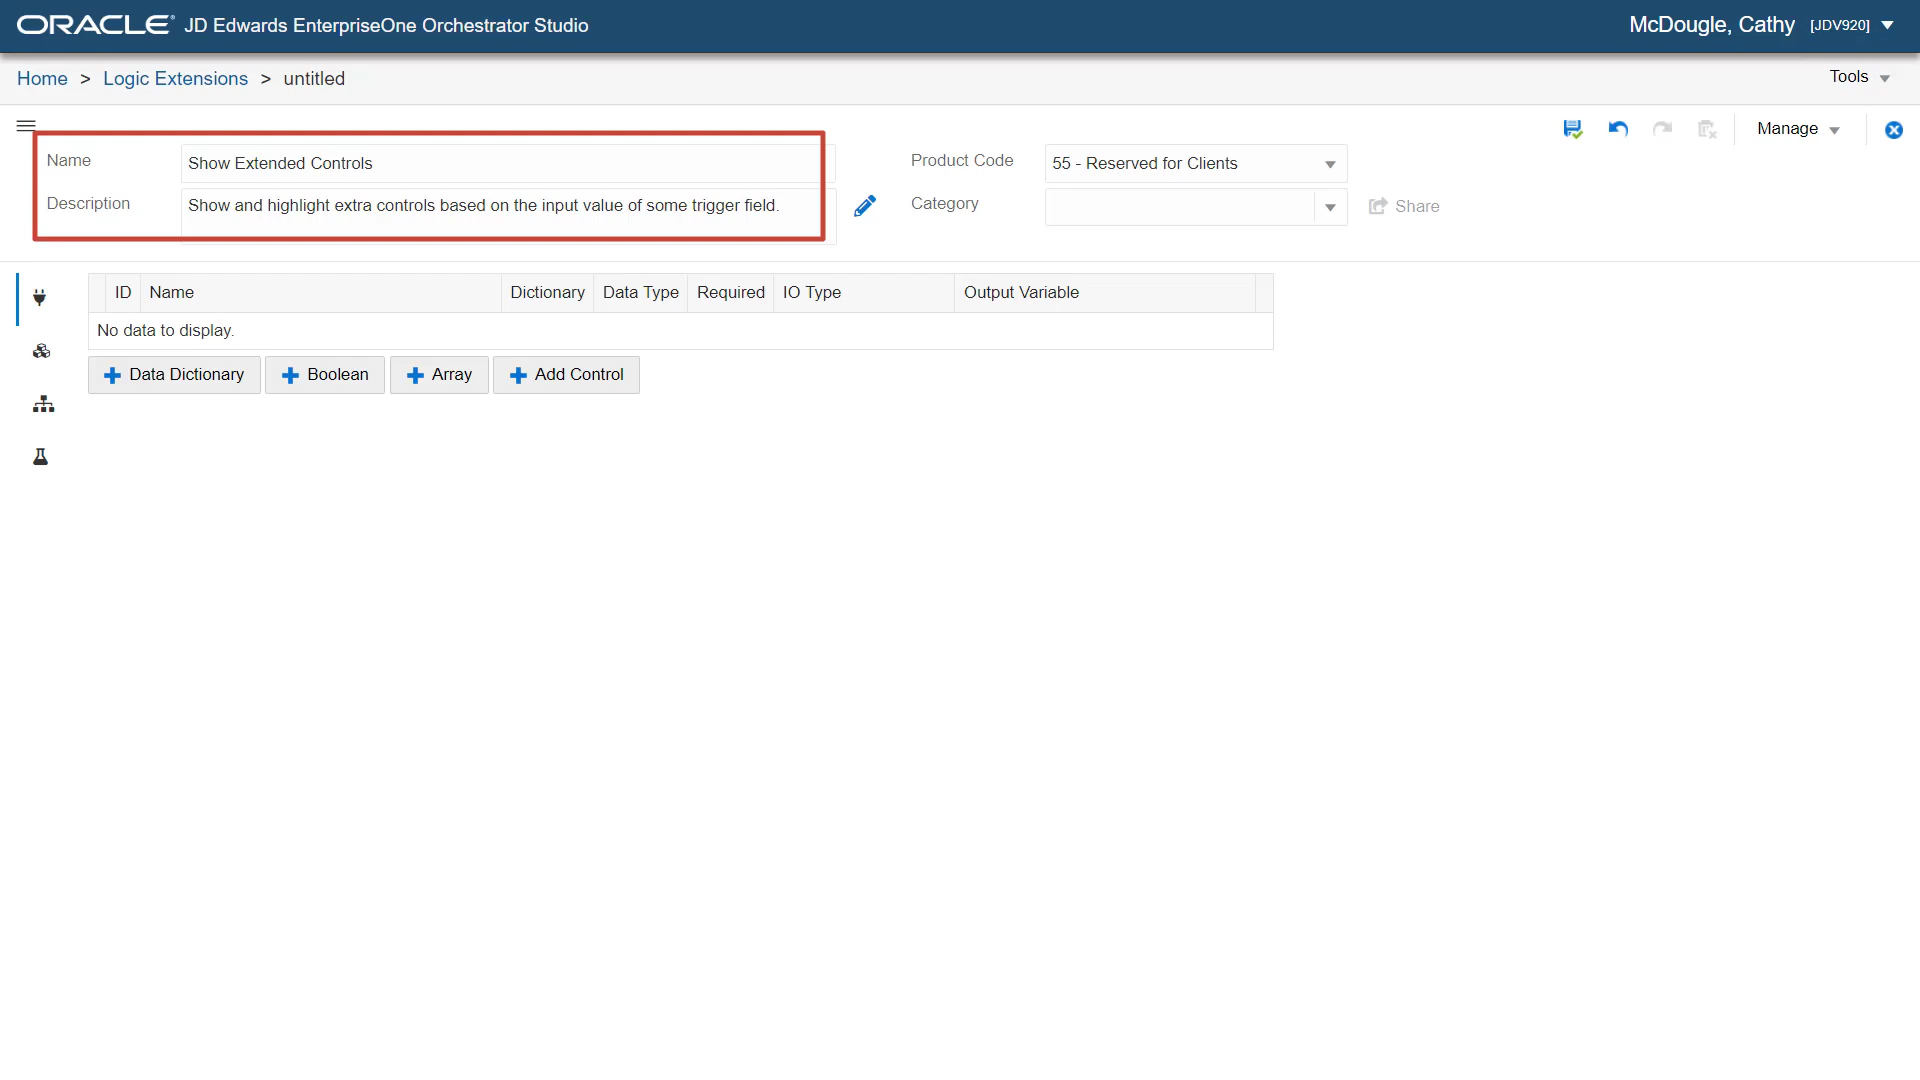 ORACLE JD Edwards EnterpriseOne Orchestrator Studio
McDougle, Cathy [JDV920]
Home > Logic Extensions > untitled
Tools
Manage
Name Show Extended Controls
Product Code 55 - Reserved for Clients
Description Show and highlight extra controls based on the input value of some trigger field.
Category
Share
ID Name Dictionary Data Type Required IO Type Output Variable
No data to display.
Data Dictionary Boolean Array Add Control